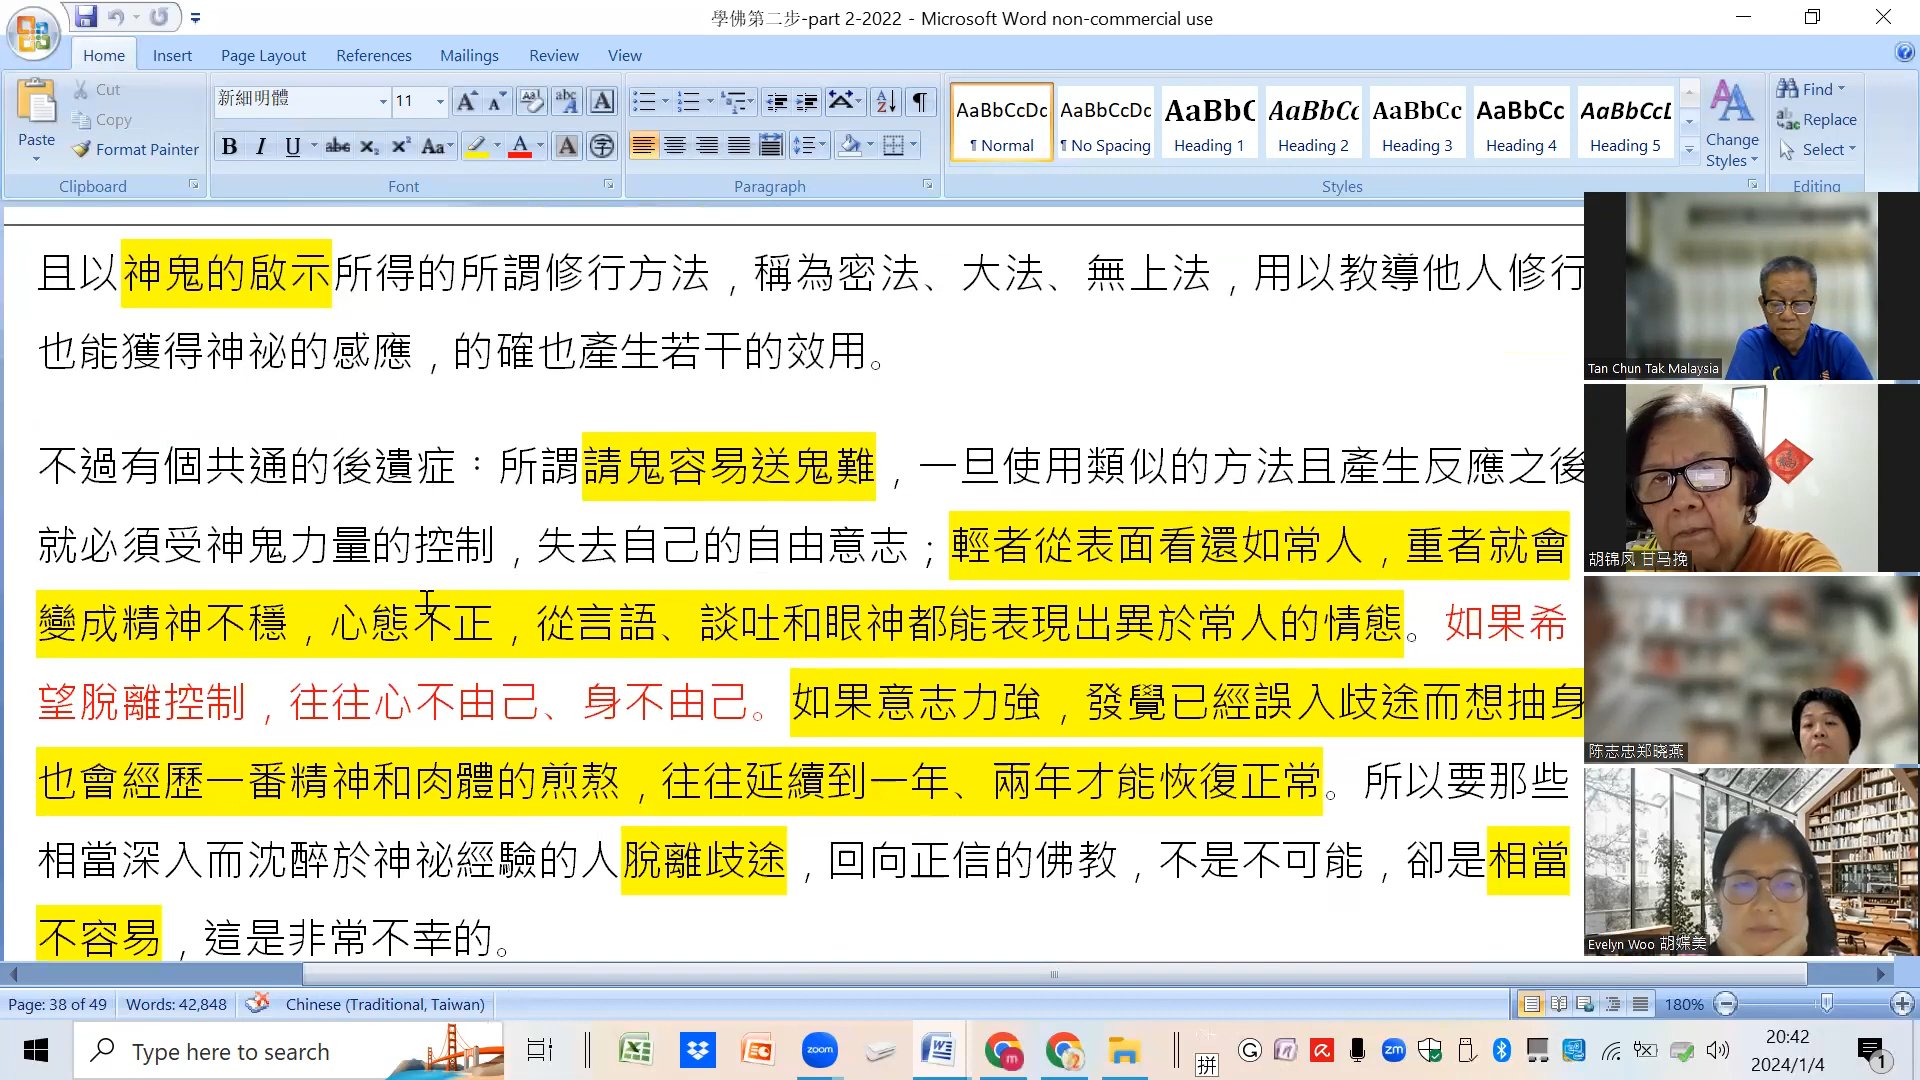 學佛第二步-part 2-2022 - Microsoft Word non-commercial use
Home Insert Page Layout References Mailings Review View
Paste Cut Copy Format Painter
Clipboard
新細明體 11
Font
Paragraph
AaBbCcDc AaBbCcDc AaBbC AaBbCc AaBbCc AaBbCc AaBbCcL
¶ Normal ¶ No Spacing Heading 1 Heading 2 Heading 3 Heading 4 Heading 5
Change Styles
Styles
Find Replace Select
Editing
且以神鬼的啟示所得的所謂修行方法，稱為密法、大法、無上法，用以教導他人修行
也能獲得神祕的感應，的確也產生若干的效用。
不過有個共通的後遺症：所謂請鬼容易送鬼難，一旦使用類似的方法且產生反應之後
就必須受神鬼力量的控制，失去自己的自由意志；輕者從表面看還如常人，重者就會
變成精神不穩，心態不正，從言語、談吐和眼神都能表現出異於常人的情態。如果希
望脫離控制，往往心不由己、身不由己。如果意志力強，發覺已經誤入歧途而想抽身
也會經歷一番精神和肉體的煎熬，往往延續到一年、兩年才能恢復正常。所以要那些
相當深入而沈醉於神祕經驗的人脫離歧途，回向正信的佛教，不是不可能，卻是相當
不容易，這是非常不幸的。
Tan Chun Tak Malaysia
胡锦凤 甘马挽
陈志忠郑晓燕
Evelyn Woo 胡媟美
Page: 38 of 49 Words: 42,848 Chinese (Traditional, Taiwan) 180%
Type here to search
zoom
拼
20:42
2024/1/4
1